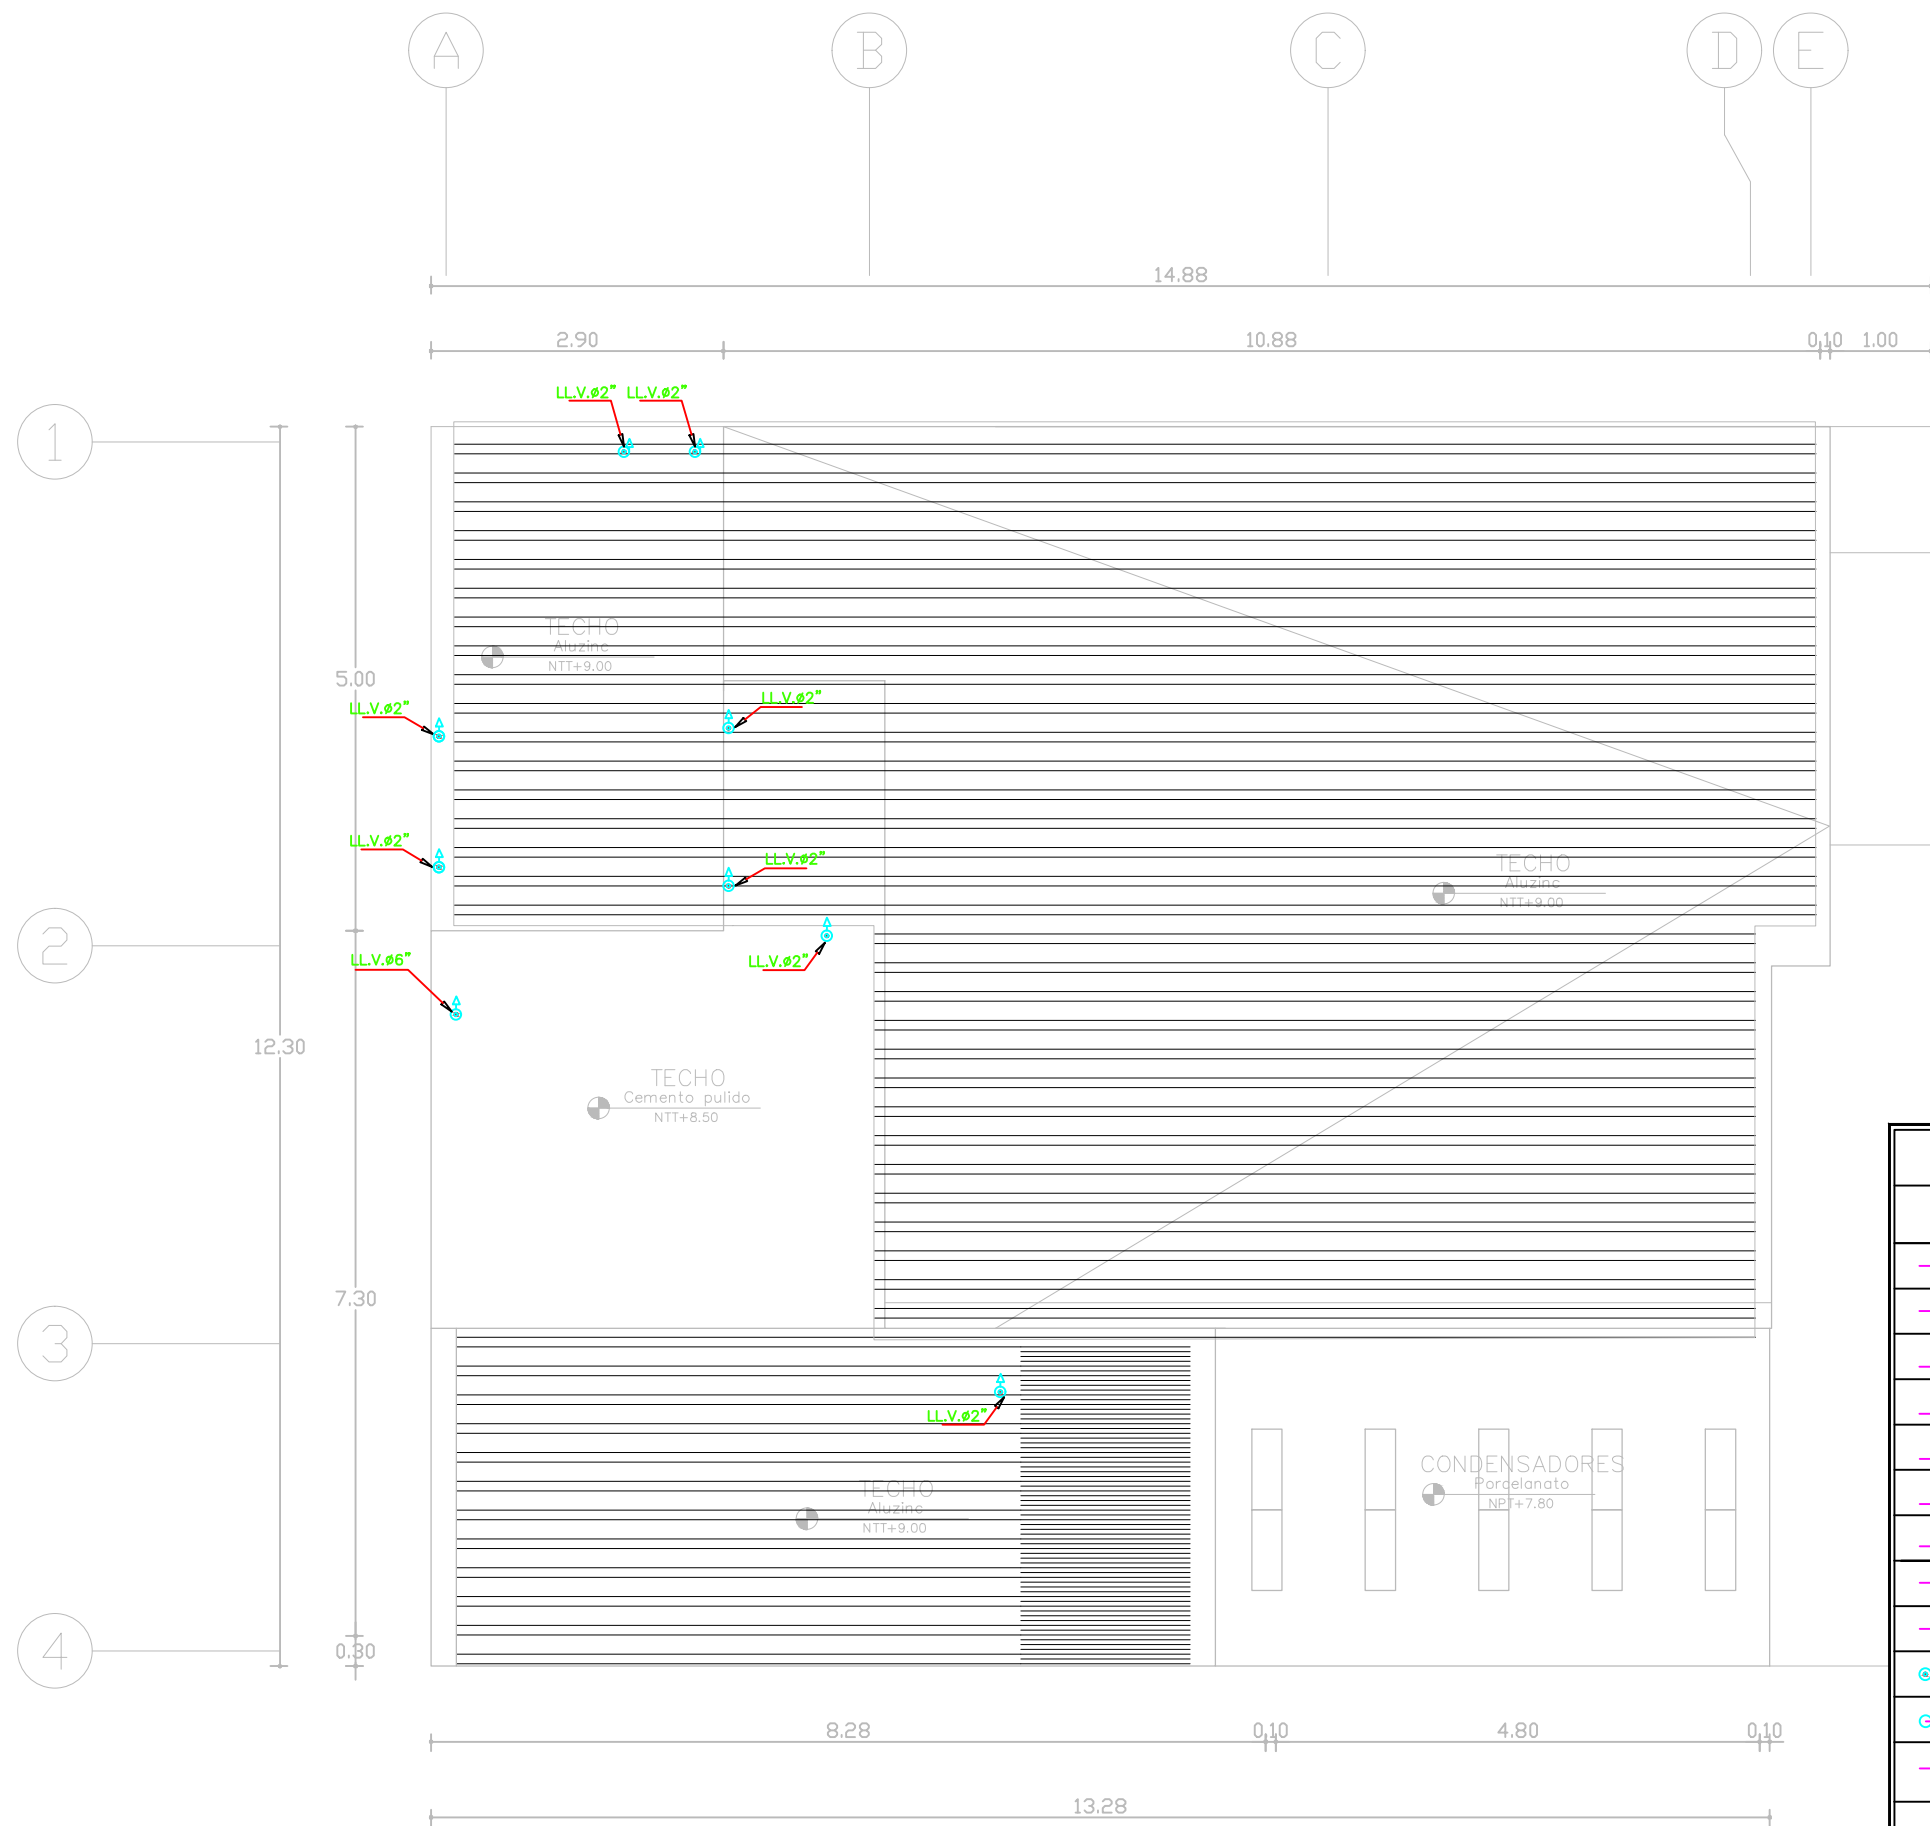 A B C D E
14.88
2.90 10.88 0.10 1.00
LL.V.ø2" LL.V.ø2"
1
TECHO
Aluzinc
NTT+9.00
5.00
LL.V.ø2"
LL.V.ø2"
LL.V.ø2"
LL.V.ø2"
TECHO
Aluzinc
NTT+9.00
2
LL.V.ø6"
LL.V.ø2"
12.30
TECHO
Cemento pulido
NTT+8.50
7.30
3
LL.V.ø2"
CONDENSADORES
Porcelanato
NPT+7.80
TECHO
Aluzinc
NTT+9.00
4
0.30
8.28 0.10 4.80 0.10
13.28